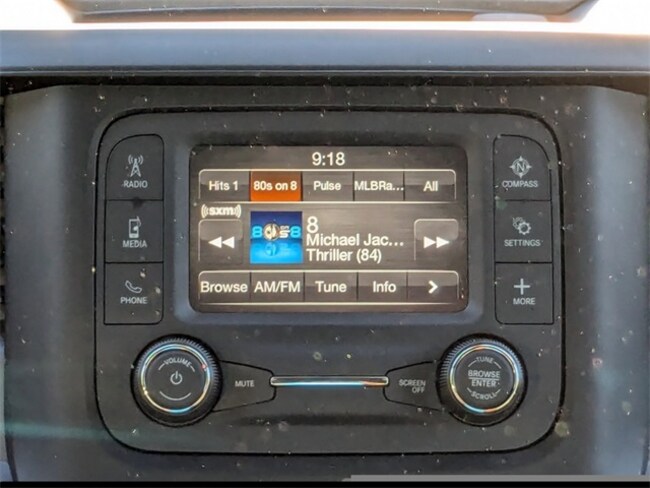 9:18
Hits 1 80s on 8 Pulse MLBRa... All
((sxm))
8
Michael Jac...
Thriller (84)
Browse AM/FM Tune Info >
RADIO
MEDIA
PHONE
COMPASS
SETTINGS
MORE
VOLUME
MUTE
SCREEN
OFF
TUNE
BROWSE
ENTER
SCROLL